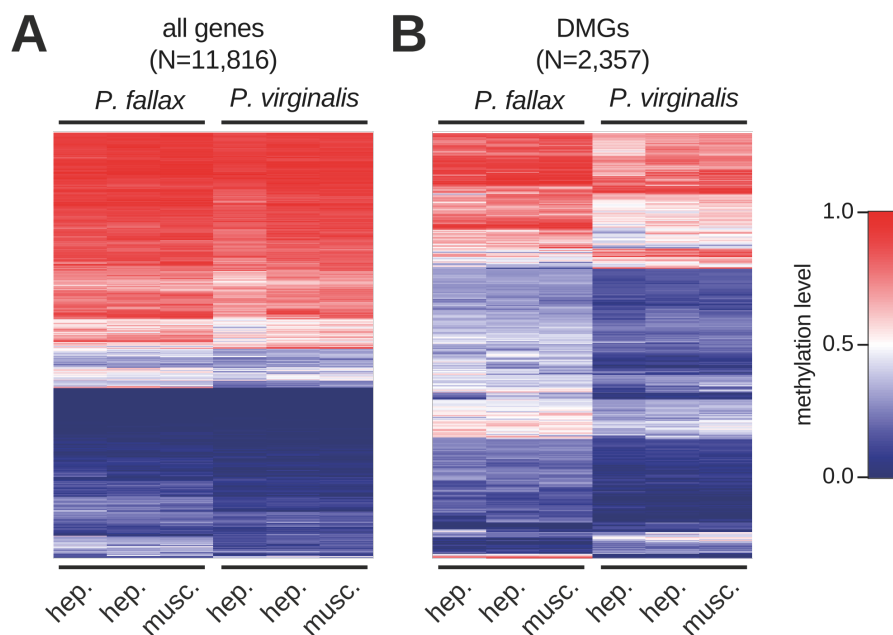 A
all genes
(N=11,816)
P. fallax
P. virginalis
hep.
hep.
musc.
hep.
hep.
musc.
B
DMGs
(N=2,357)
P. fallax
P. virginalis
hep.
hep.
musc.
hep.
hep.
musc.
methylation level
1.0
0.5
0.0